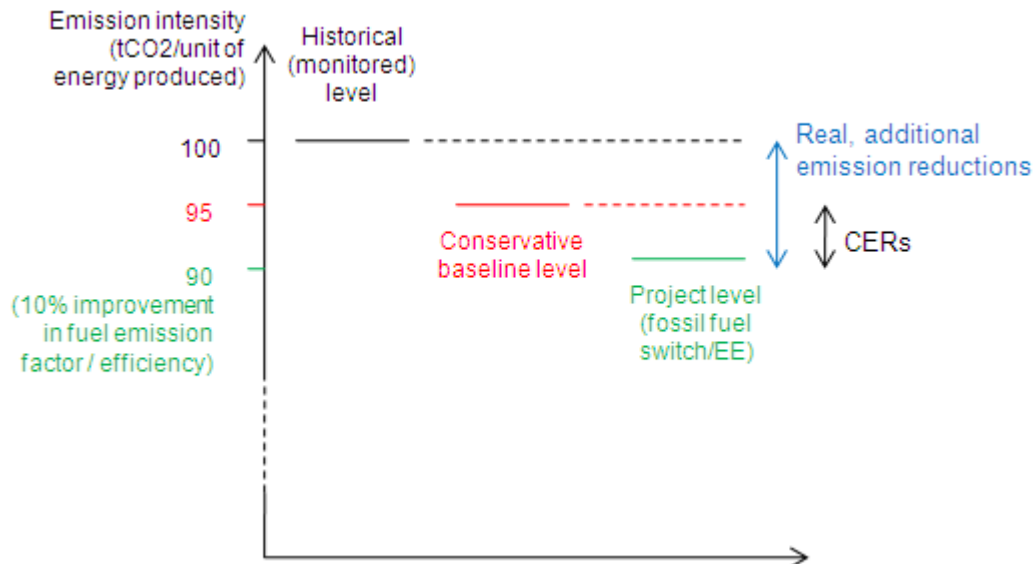 Emission intensity
(tCO2/unit of
energy produced)
Historical
(monitored)
level
100
Real, additional
emission reductions
95
CERs
Conservative
baseline level
90
(10% improvement
in fuel emission
factor / efficiency)
Project level
(fossil fuel
switch/EE)